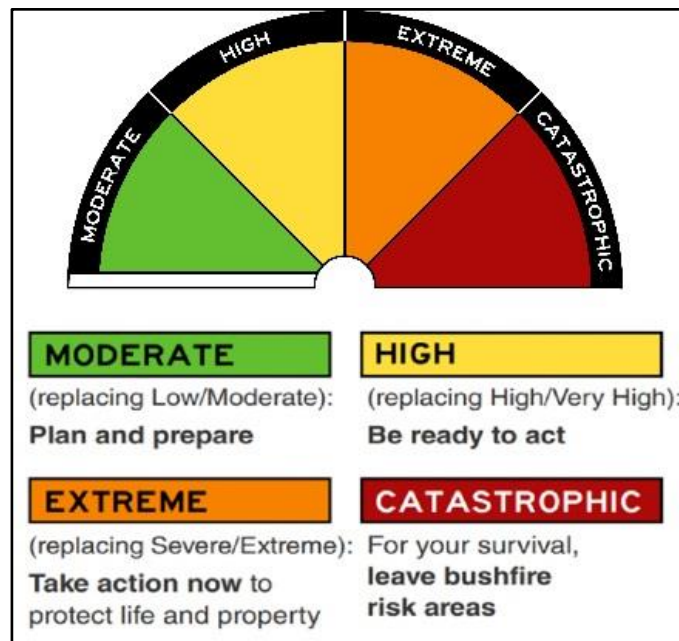 MODERATE
HIGH
EXTREME
CATASTROPHIC
MODERATE
(replacing Low/Moderate):
Plan and prepare
HIGH
(replacing High/Very High):
Be ready to act
EXTREME
(replacing Severe/Extreme):
Take action now to
protect life and property
CATASTROPHIC
For your survival,
leave bushfire
risk areas